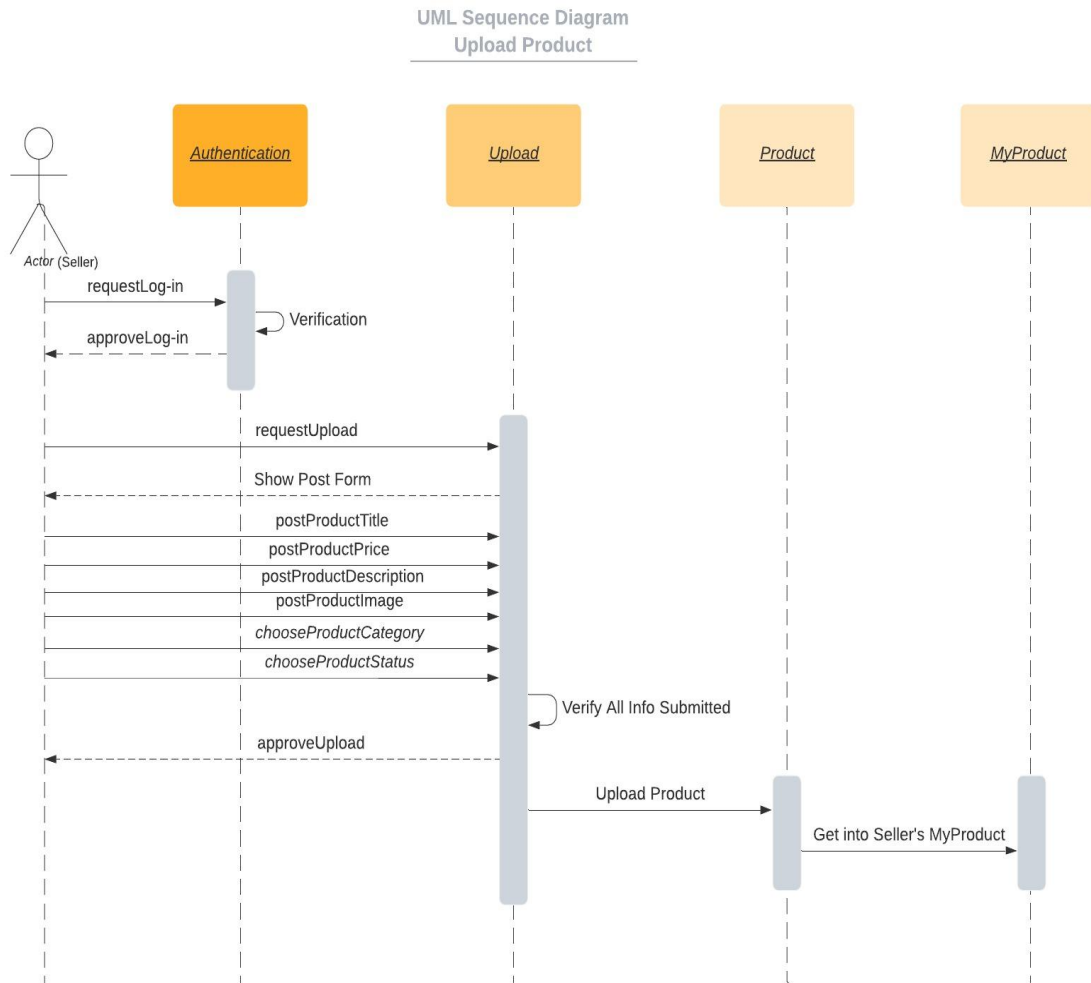 UML Sequence Diagram
Upload Product
Authentication
Upload
Product
MyProduct
Actor (Seller)
requestLog-in
Verification
approveLog-in
requestUpload
Show Post Form
postProductTitle
postProductPrice
postProductDescription
postProductImage
chooseProductCategory
chooseProductStatus
Verify All Info Submitted
approveUpload
Upload Product
Get into Seller's MyProduct